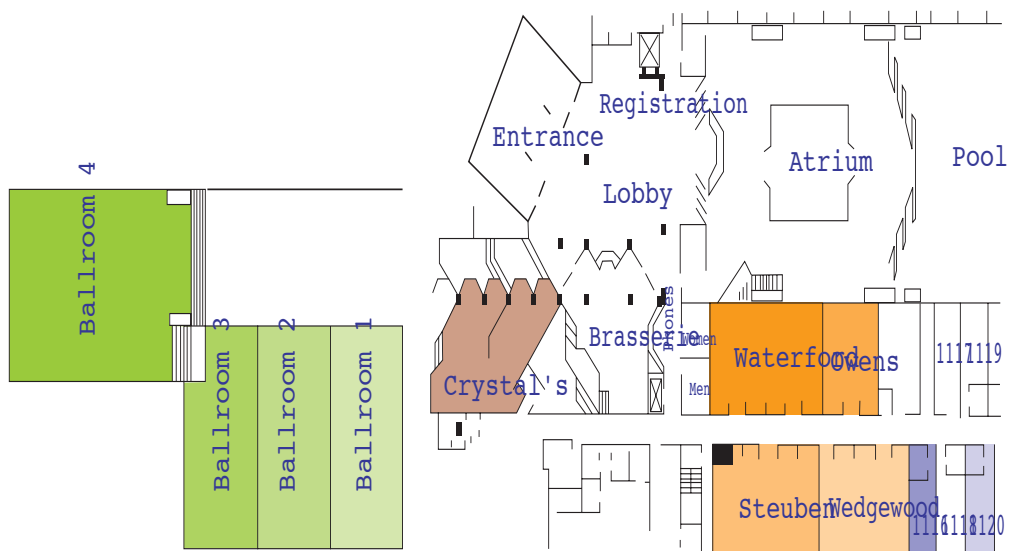 Registration
Entrance
Atrium
Pool
Lobby
Ballroom 4
Phones
Brasserie
Women
Waterford
Owens
1117
1119
Crystal's
Men
Ballroom 3
Ballroom 2
Ballroom 1
Steuben
Wedgewood
1116
1118
1120